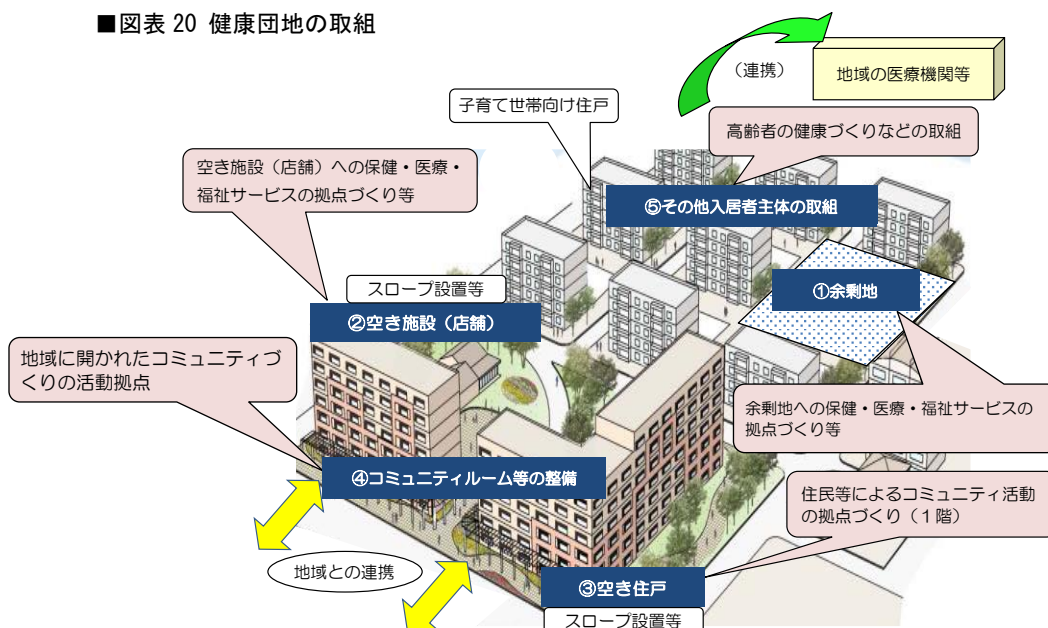 ■図表 20 健康団地の取組
（連携）
地域の医療機関等
子育て世帯向け住戸
高齢者の健康づくりなどの取組
空き施設（店舗）への保健・医療・
福祉サービスの拠点づくり等
⑤その他入居者主体の取組
スロープ設置等
①余剰地
②空き施設（店舗）
地域に開かれたコミュニティづ
くりの活動拠点
余剰地への保健・医療・福祉サービスの
拠点づくり等
④コミュニティルーム等の整備
住民等によるコミュニティ活動
の拠点づくり（１階）
地域との連携
③空き住戸
スロープ設置等